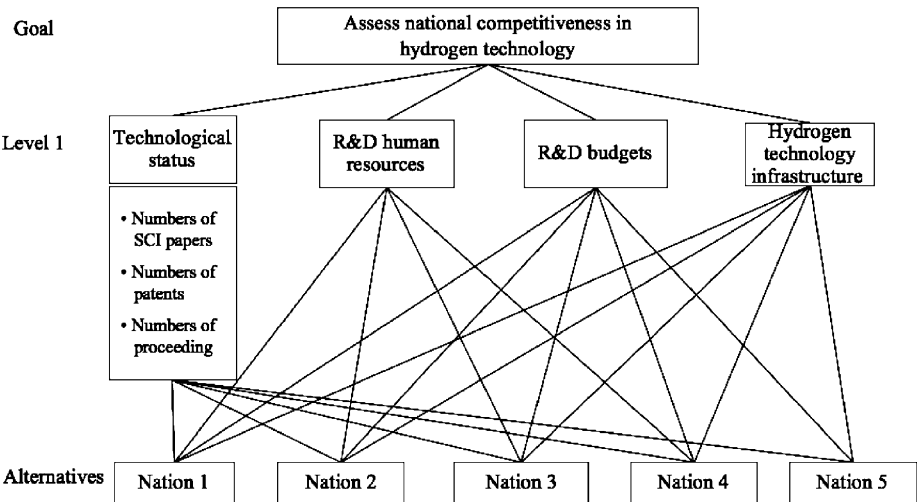 Goal
Assess national competitiveness in
hydrogen technology
Level 1
Technological
status
R&D human
resources
R&D budgets
Hydrogen
technology
infrastructure
• Numbers of
SCI papers
• Numbers of
patents
• Numbers of
proceeding
Alternatives
Nation 1
Nation 2
Nation 3
Nation 4
Nation 5